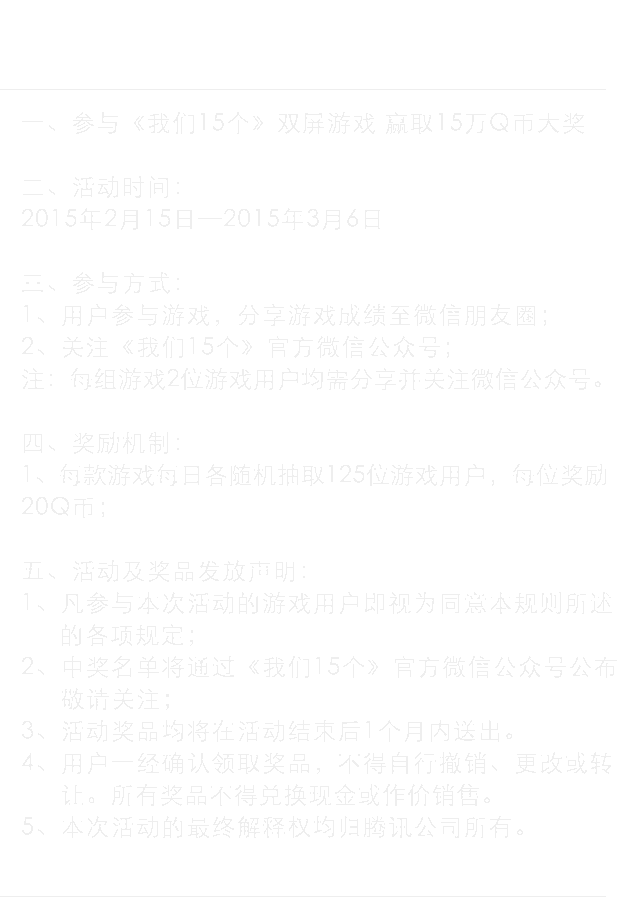 一、参与《我们15个》双屏游戏 赢取15万Q币大奖
二、活动时间：
2015年2月15日—2015年3月6日
三、参与方式：
1、用户参与游戏，分享游戏成绩至微信朋友圈；
2、关注《我们15个》官方微信公众号；
注：每组游戏2位游戏用户均需分享并关注微信公众号。
四、奖励机制：
1、每款游戏每日各随机抽取125位游戏用户，每位奖励
20Q币；
五、活动及奖品发放声明：
1、凡参与本次活动的游戏用户即视为同意本规则所述
的各项规定；
2、中奖名单将通过《我们15个》官方微信公众号公布
敬请关注；
3、活动奖品均将在活动结束后1个月内送出。
4、用户一经确认领取奖品，不得自行撤销、更改或转
让。所有奖品不得兑换现金或作价销售。
5、本次活动的最终解释权均归腾讯公司所有。